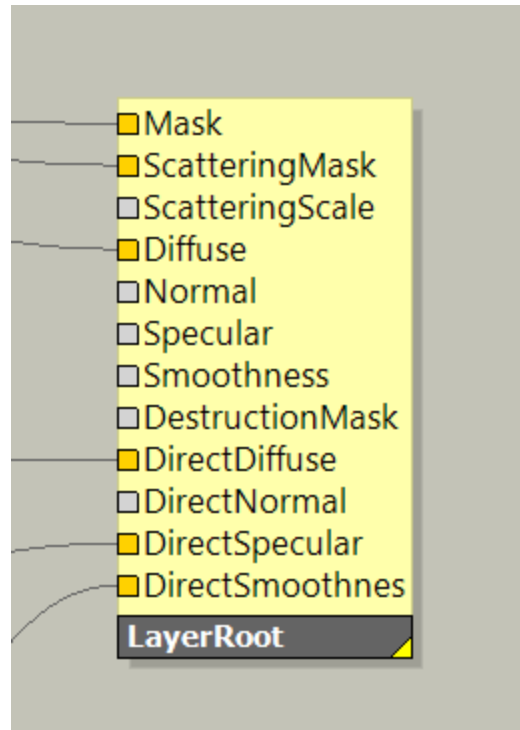 Mask
ScatteringMask
ScatteringScale
Diffuse
Normal
Specular
Smoothness
DestructionMask
DirectDiffuse
DirectNormal
DirectSpecular
DirectSmoothnes
LayerRoot